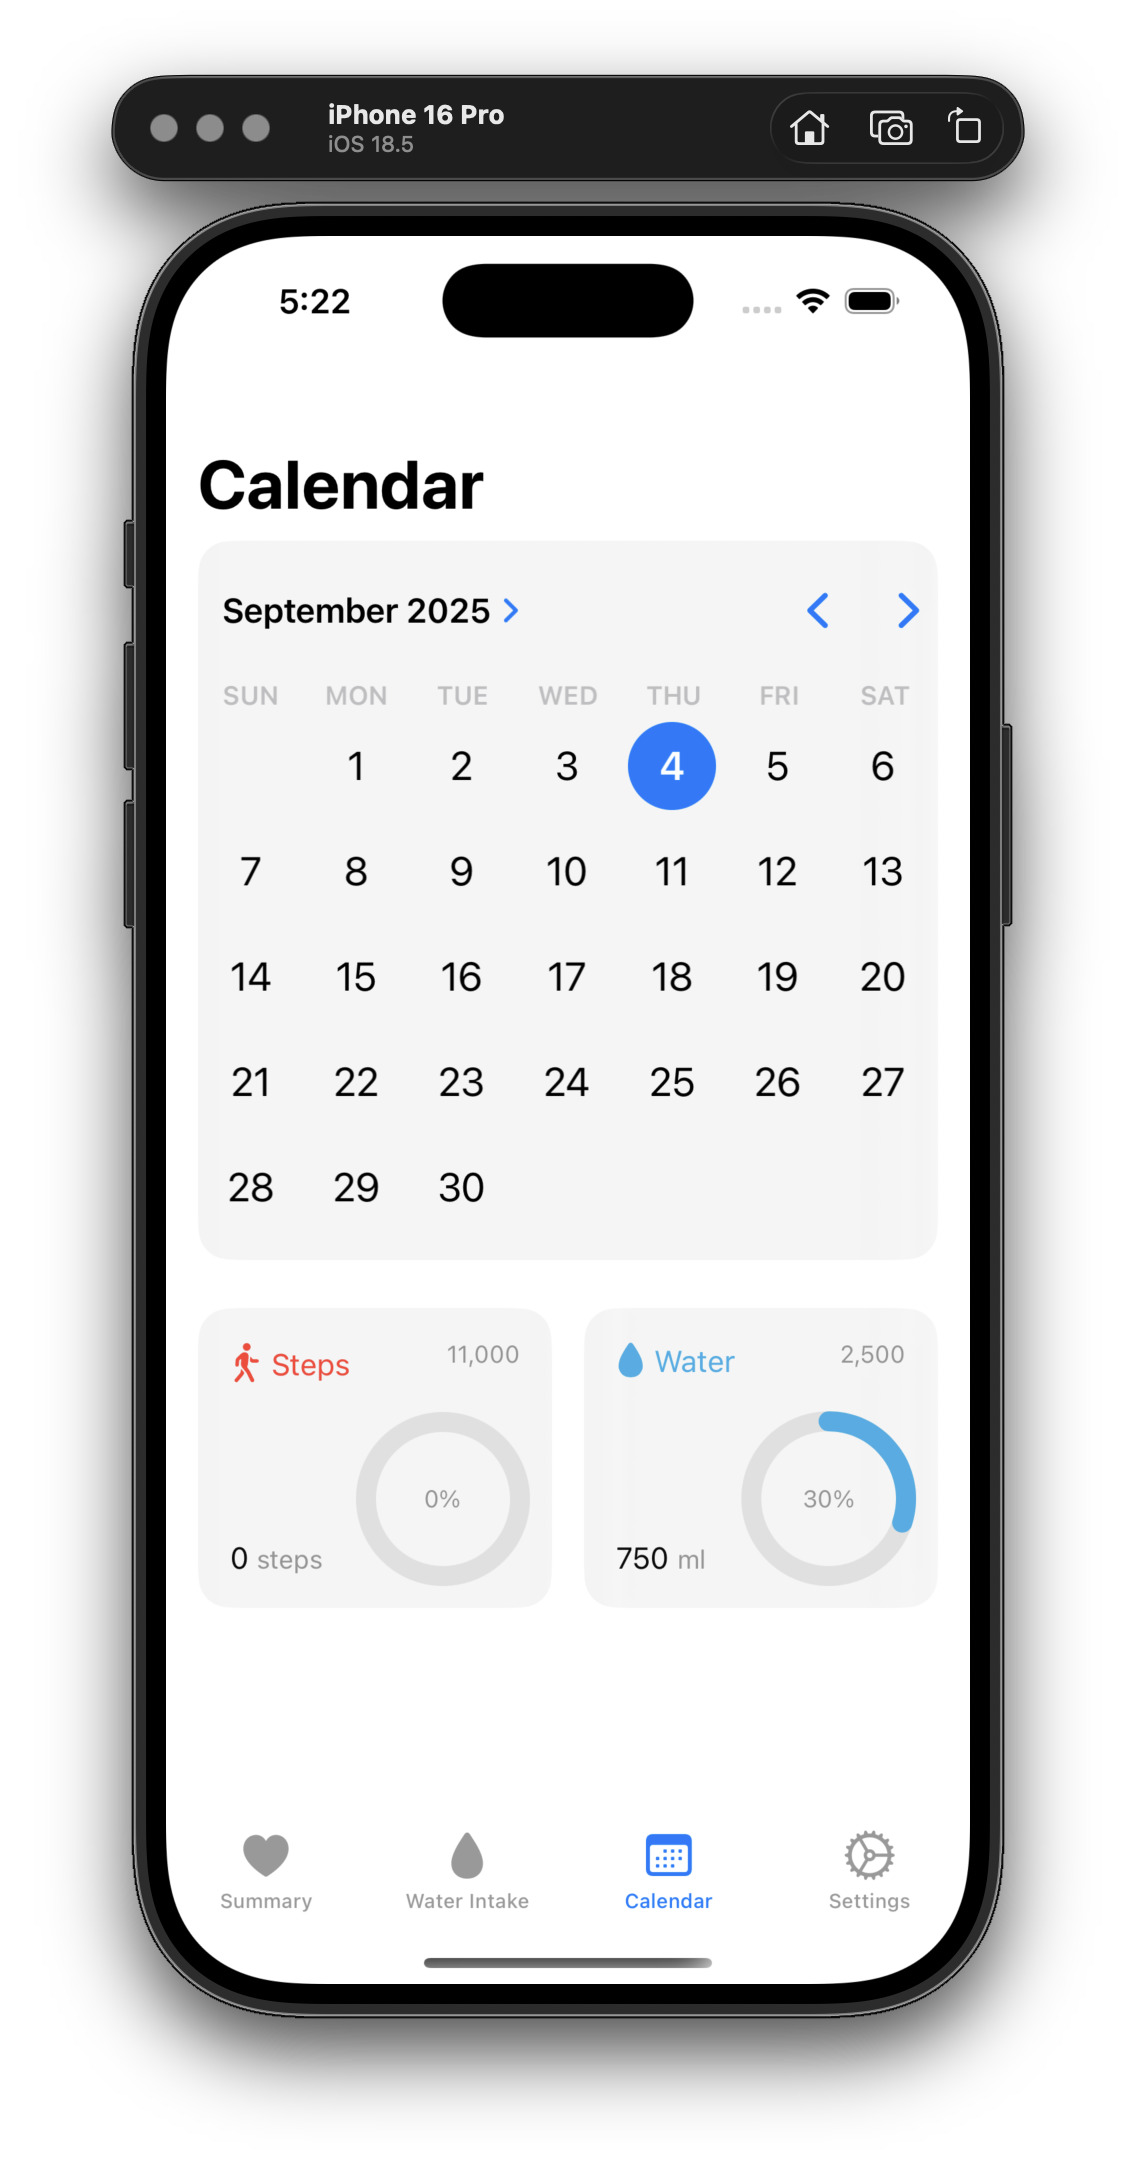 iPhone 16 Pro
iOS 18.5
5:22
Calendar
September 2025
SUN MON TUE WED THU FRI SAT
1 2 3 4 5 6
7 8 9 10 11 12 13
14 15 16 17 18 19 20
21 22 23 24 25 26 27
28 29 30
Steps 11,000
0%
0 steps
Water 2,500
30%
750 ml
Summary Water Intake Calendar Settings